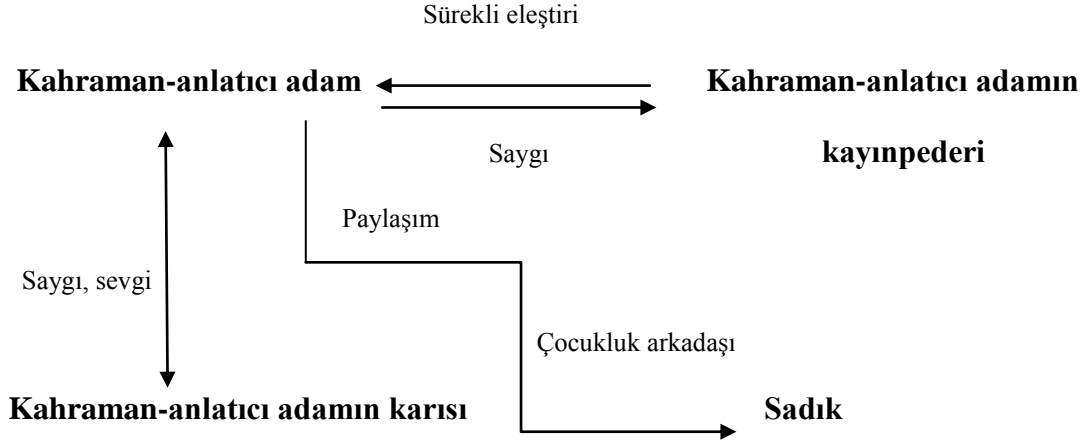 Sürekli eleştiri
Kahraman-anlatıcı adam
Kahraman-anlatıcı adamın
kayınpederi
Saygı
Paylaşım
Saygı, sevgi
Çocukluk arkadaşı
Kahraman-anlatıcı adamın karısı
Sadık